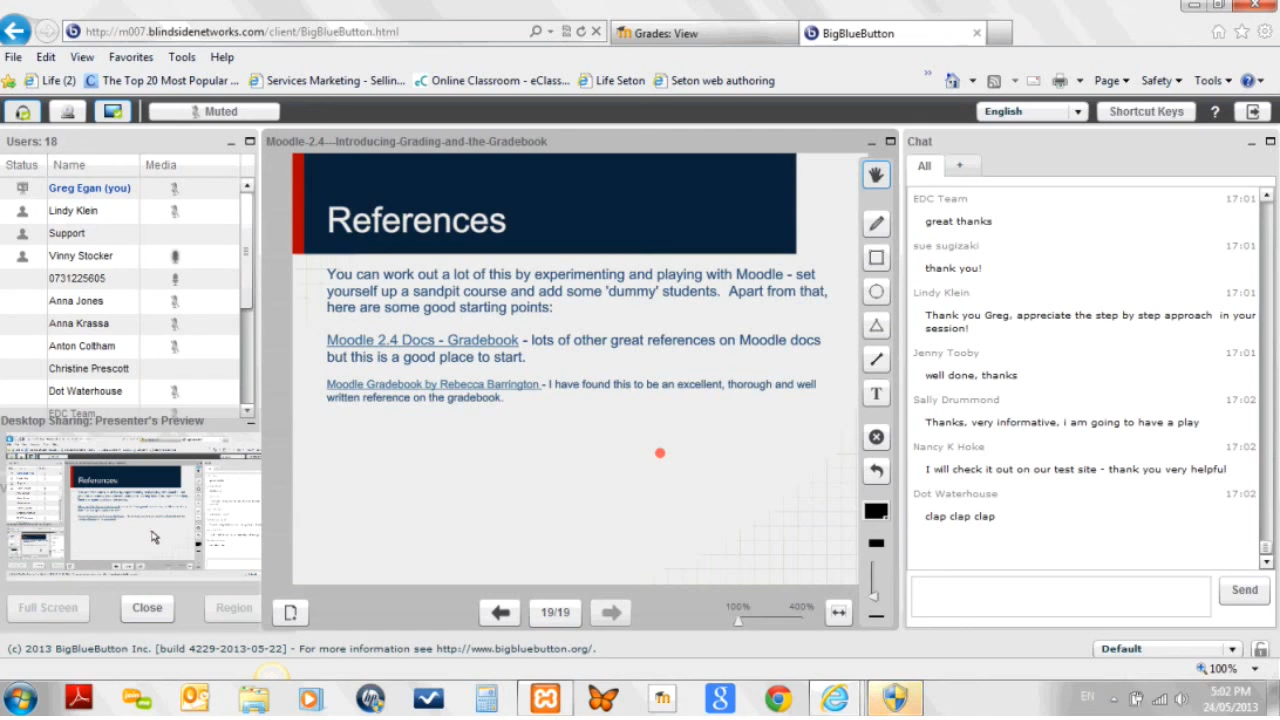 http://m007.blindsidenetworks.com/client/BigBlueButton.html
Grades: View
BigBlueButton
File Edit View Favorites Tools Help
Life (2) The Top 20 Most Popular ... Services Marketing - Sellin... Online Classroom - eClass... Life Seton Seton web authoring
Page Safety Tools
Muted
English
Shortcut Keys
?
Users: 18
Status Name Media
Greg Egan (you)
Lindy Klein
Support
Vinny Stocker
0731225605
Anna Jones
Anna Krassa
Anton Coltham
Christine Prescott
Dot Waterhouse
EDC Team
Desktop Sharing: Presenter's Preview
References
Full Screen
Close
Region
Moodle-2.4---Introducing-Grading-and-the-Gradebook
References
You can work out a lot of this by experimenting and playing with Moodle - set
yourself up a sandpit course and add some 'dummy' students. Apart from that,
here are some good starting points:
Moodle 2.4 Docs - Gradebook - lots of other great references on Moodle docs
but this is a good place to start.
Moodle Gradebook by Rebecca Barrington - I have found this to be an excellent, thorough and well
written reference on the gradebook.
T
19/19
100%
400%
Chat
All +
EDC Team 17:01
great thanks
sue sugizaki 17:01
thank you!
Lindy Klein 17:01
Thank you Greg, appreciate the step by step approach in your
session!
Jenny Tooby 17:01
well done, thanks
Sally Drummond 17:02
Thanks, very informative, i am going to have a play
Nancy K Hoke 17:02
I will check it out on our test site - thank you very helpful
Dot Waterhouse 17:02
clap clap clap
Send
(c) 2013 BigBlueButton Inc. [build 4229-2013-05-22] - For more information see http://www.bigbluebutton.org/.
Default
100%
EN
5:02 PM
24/05/2013